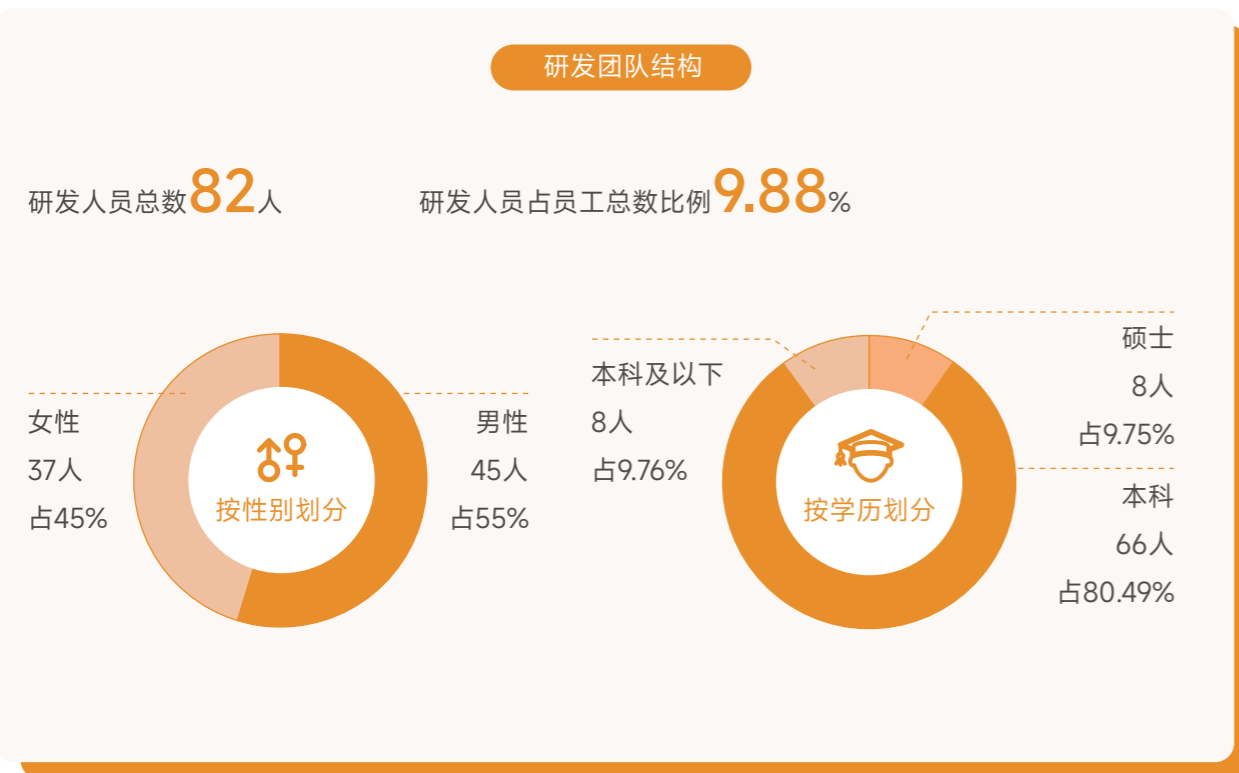 研发团队结构
研发人员总数82人
研发人员占员工总数比例9.88%
女性
37人
占45%
按性别划分
男性
45人
占55%
本科及以下
8人
占9.76%
按学历划分
硕士
8人
占9.75%
本科
66人
占80.49%